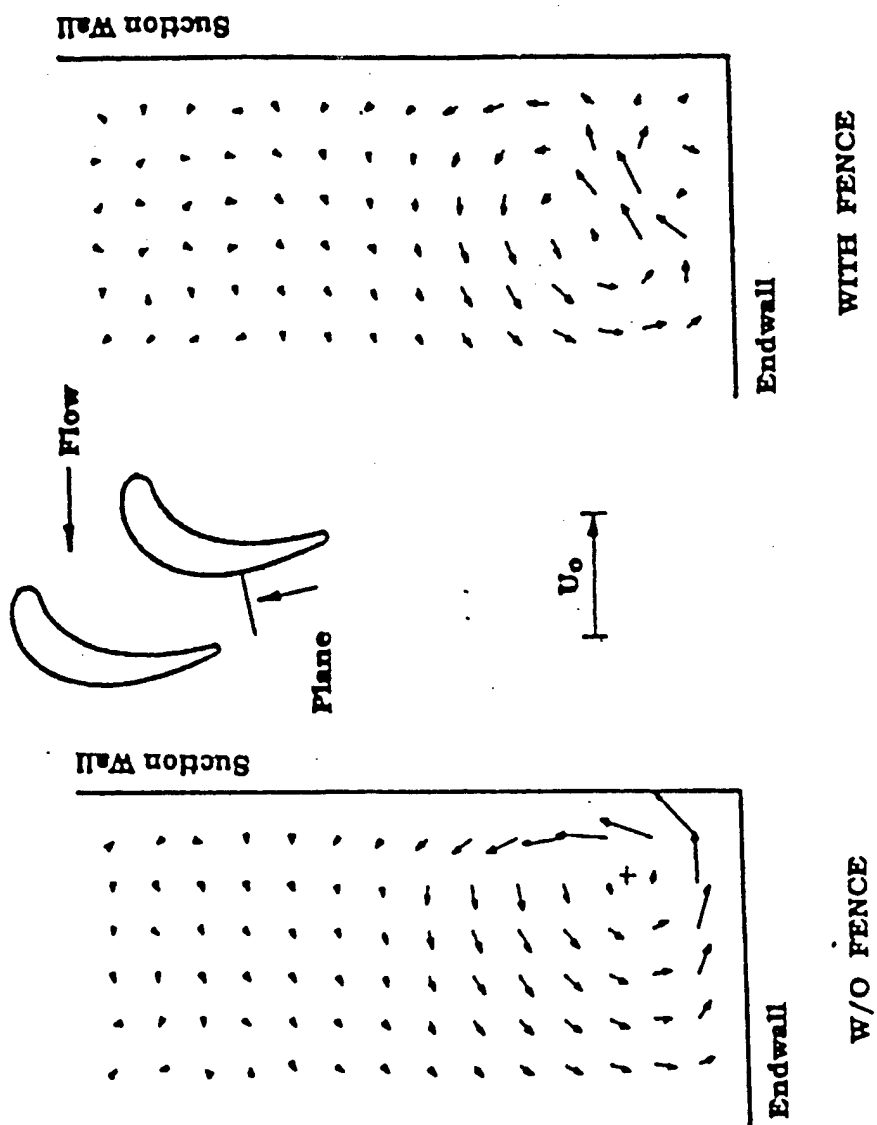 Suction Wall
Endwall
WITH FENCE
Flow
Plane
U₀
Suction Wall
Endwall
W/O FENCE